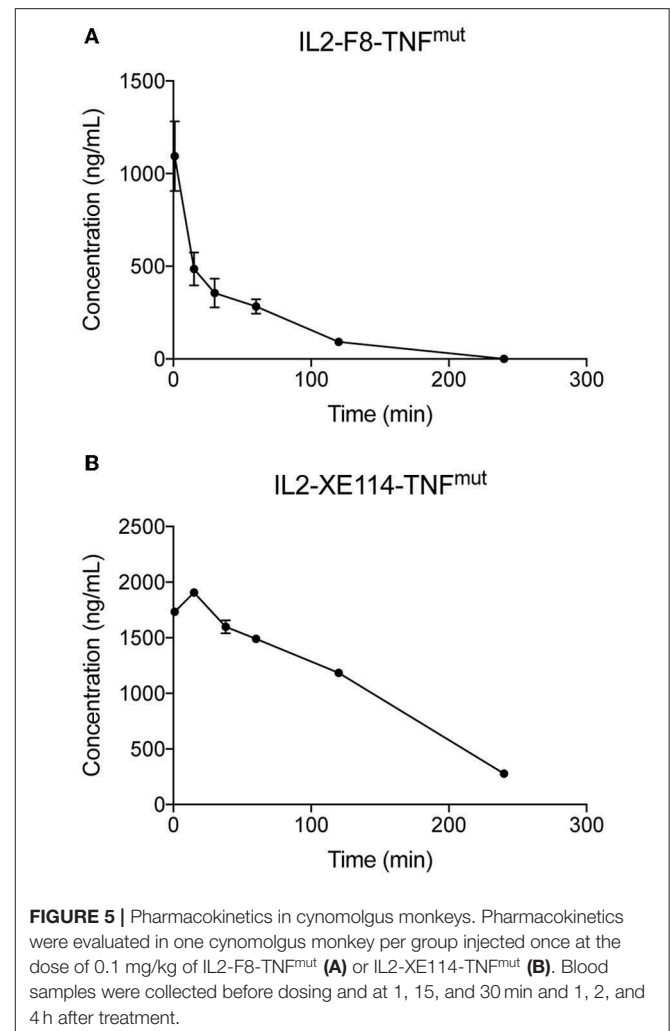 A
IL2-F8-TNFmut
1500
1000
500
0
Concentration (ng/mL)
0 100 200 300
Time (min)
B
IL2-XE114-TNFmut
2500
2000
1500
1000
500
0
Concentration (ng/mL)
0 100 200 300
Time (min)
FIGURE 5 | Pharmacokinetics in cynomolgus monkeys. Pharmacokinetics
were evaluated in one cynomolgus monkey per group injected once at the
dose of 0.1 mg/kg of IL2-F8-TNFmut (A) or IL2-XE114-TNFmut (B). Blood
samples were collected before dosing and at 1, 15, and 30 min and 1, 2, and
4 h after treatment.